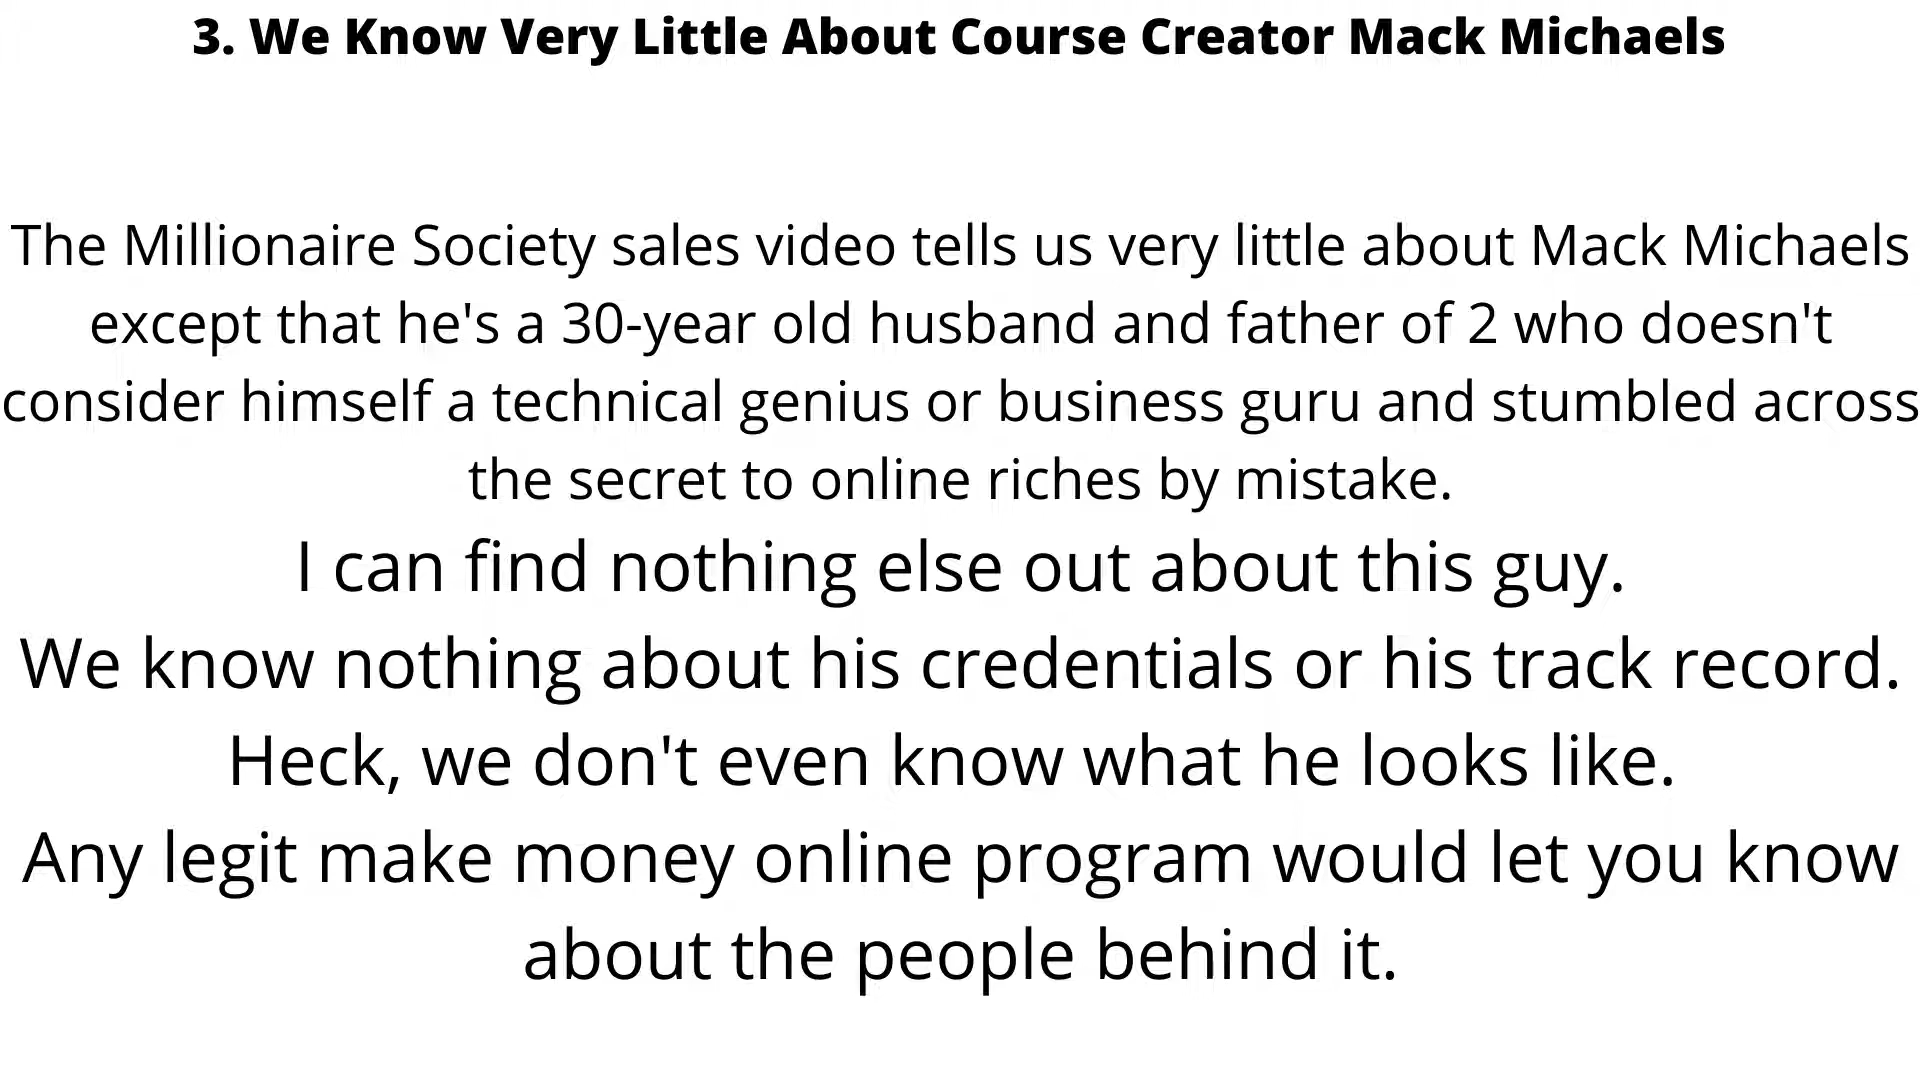 3. We Know Very Little About Course Creator Mack Michaels
The Millionaire Society sales video tells us very little about Mack Michaels
except that he's a 30-year old husband and father of 2 who doesn't
consider himself a technical genius or business guru and stumbled across
the secret to online riches by mistake.
I can find nothing else out about this guy.
We know nothing about his credentials or his track record.
Heck, we don't even know what he looks like.
Any legit make money online program would let you know
about the people behind it.